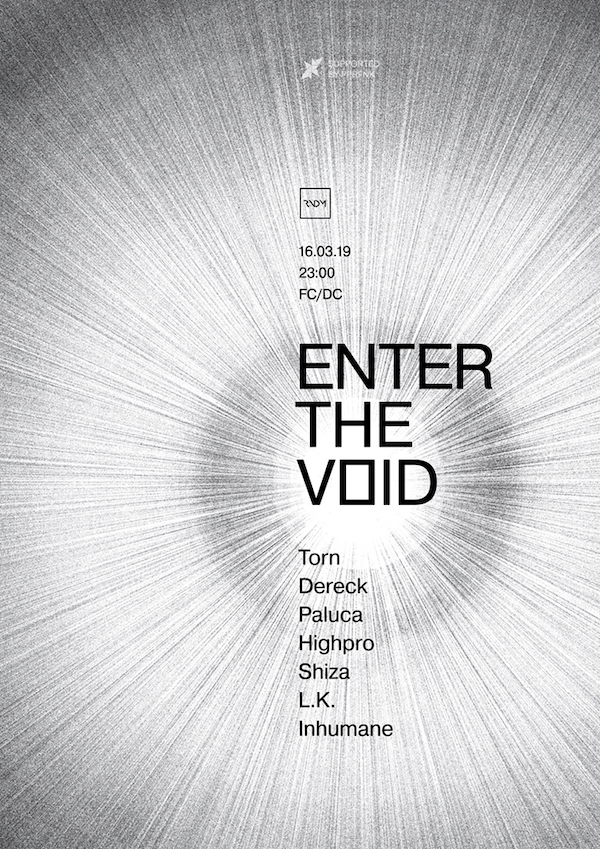 SUPPORTED
RNDM
16.03.19
23:00
FC/DC
ENTER
THE
VOID
Torn
Dereck
Paluca
Highpro
Shiza
L.K.
Inhumane